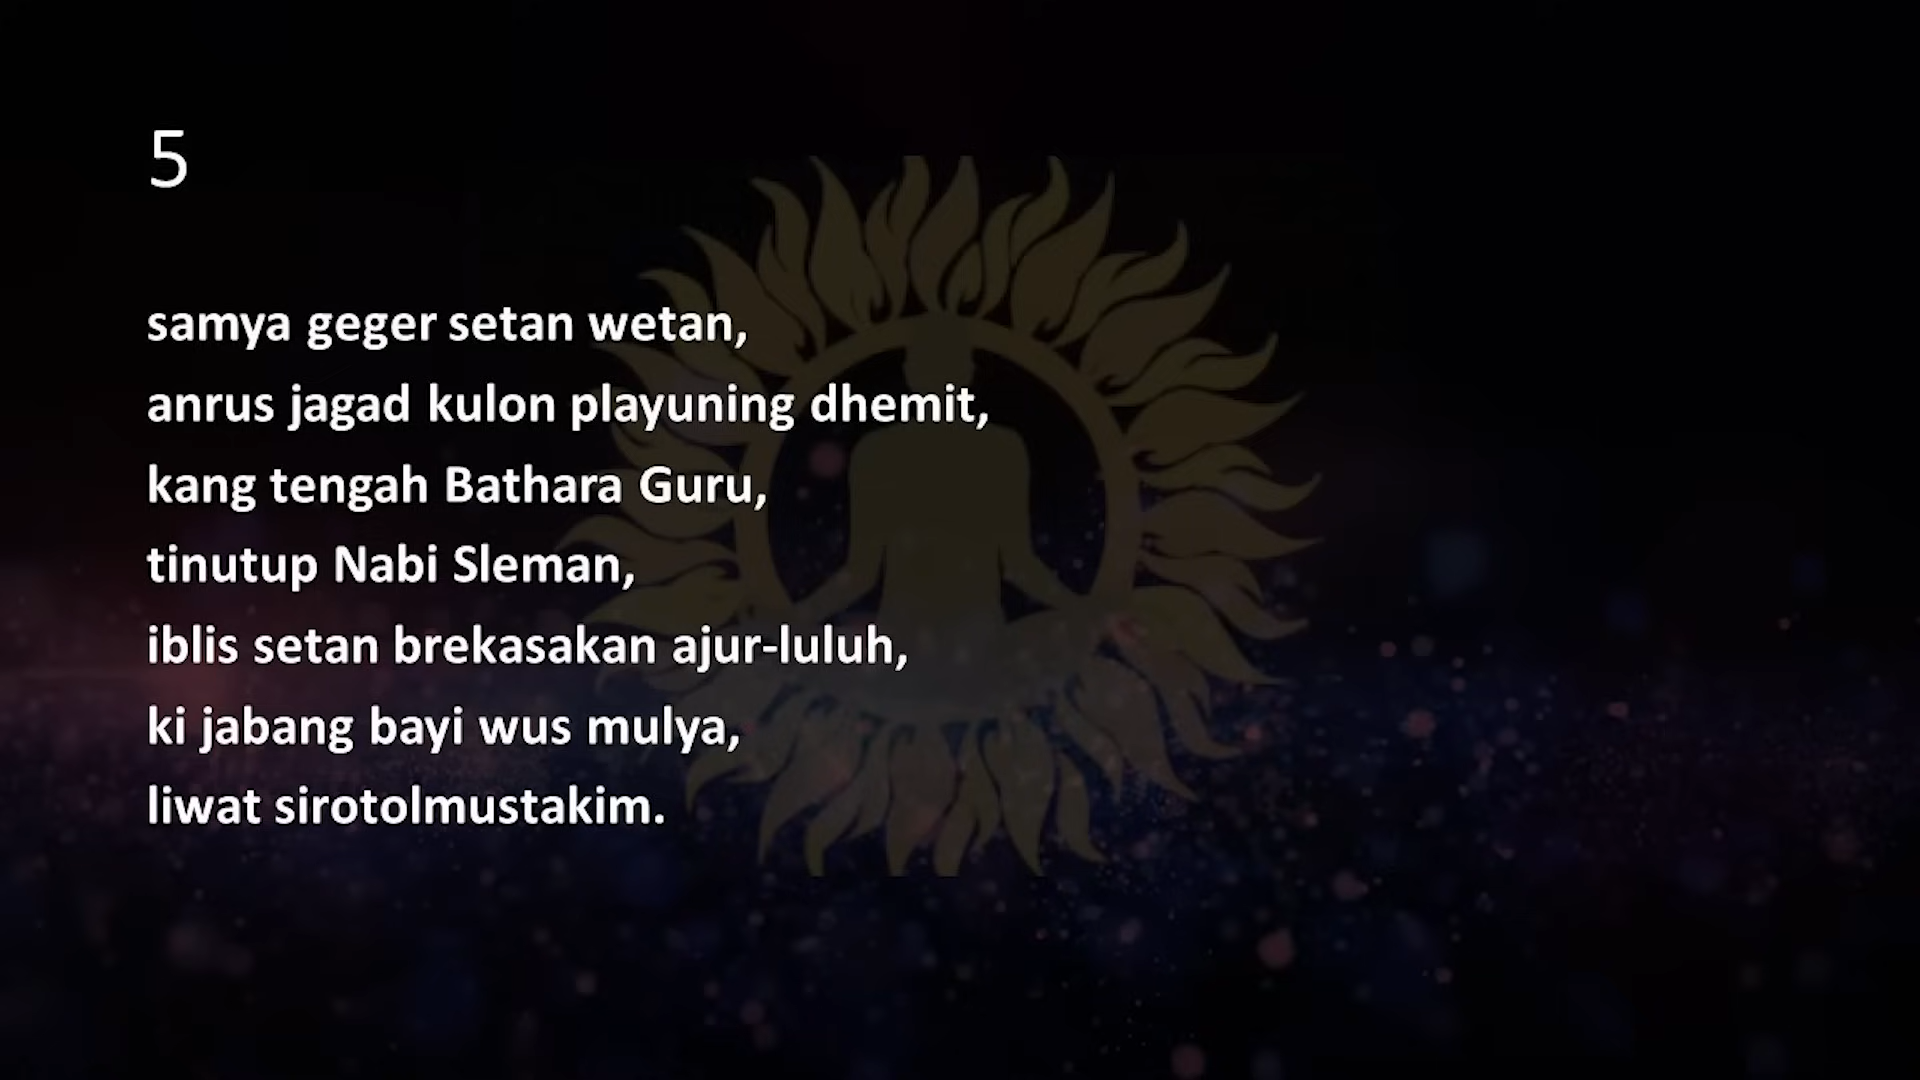 5
samya geger setan wetan,
anrus jagad kulon playuning dhemit,
kang tengah Bathara Guru,
tinutup Nabi Sleman,
iblis setan brekasakan ajur-luluh,
ki jabang bayi wus mulya,
liwat sirotolmustakim.